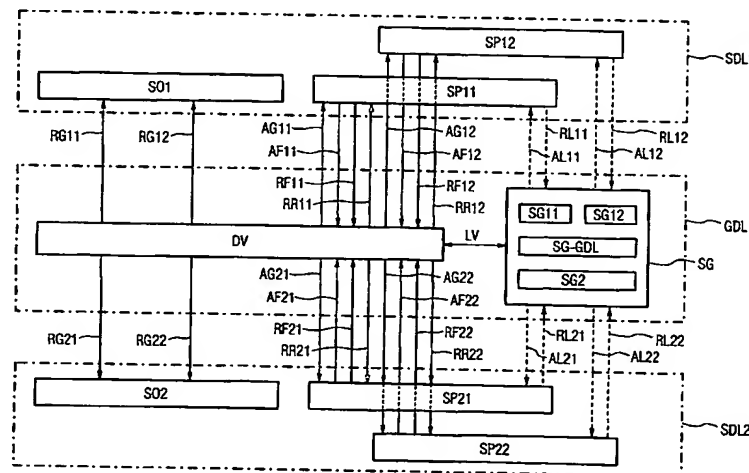 SP12
SDL
SO1
SP11
RG11
RG12
AG11
AF11
AG12
AF12
RL11
AL11
RL12
AL12
RF11
RR11
RF12
RR12
SG11
SG12
GDL
DV
LV
SG-GDL
SG
SG2
AG21
AF21
AG22
AF22
RF21
RR21
RF22
RR22
RG21
RG22
RL21
AL21
RL22
AL22
SO2
SP21
SDL2
SP22